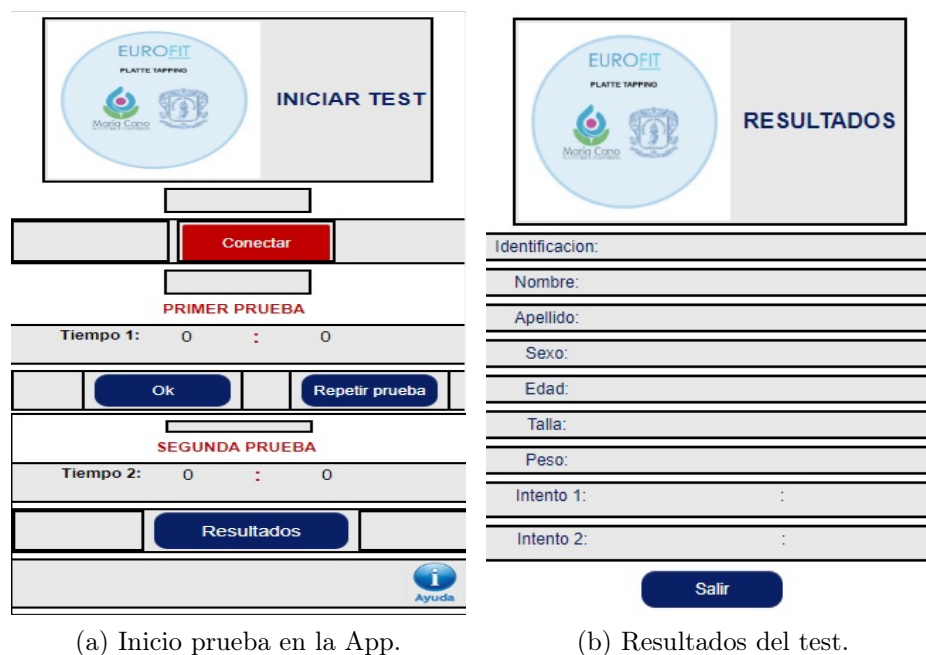 EUROFIT
PLATTE TAPPING
María Cano
INICIAR TEST
Conectar
PRIMER PRUEBA
Tiempo 1: 0 : 0
Ok Repetir prueba
SEGUNDA PRUEBA
Tiempo 2: 0 : 0
Resultados
Ayuda
(a) Inicio prueba en la App.
EUROFIT
PLATTE TAPPING
María Cano
RESULTADOS
Identificacion:
Nombre:
Apellido:
Sexo:
Edad:
Talla:
Peso:
Intento 1: :
Intento 2: :
Salir
(b) Resultados del test.